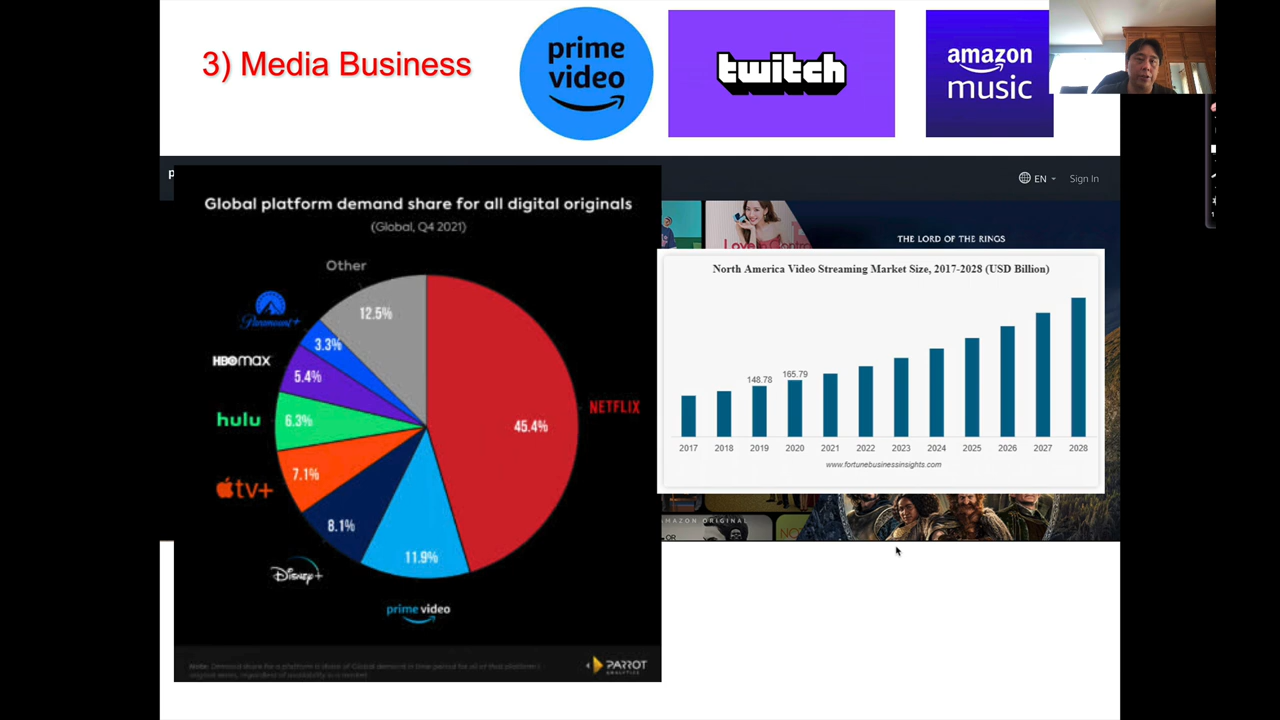 3) Media Business
prime
video
twitch
amazon
music
p
EN
Sign In
Global platform demand share for all digital originals
(Global, Q4 2021)
Other
12.5%
Paramount+
3.3%
HBOmax
5.4%
hulu
6.3%
tv+
7.1%
8.1%
Disney+
11.9%
prime video
45.4%
NETFLIX
PARROT
ANALYTICS
THE LORD OF THE RINGS
North America Video Streaming Market Size, 2017-2028 (USD Billion)
148.78
165.79
2017 2018 2019 2020 2021 2022 2023 2024 2025 2026 2027 2028
www.fortunebusinessinsights.com
AMAZON ORIGINAL